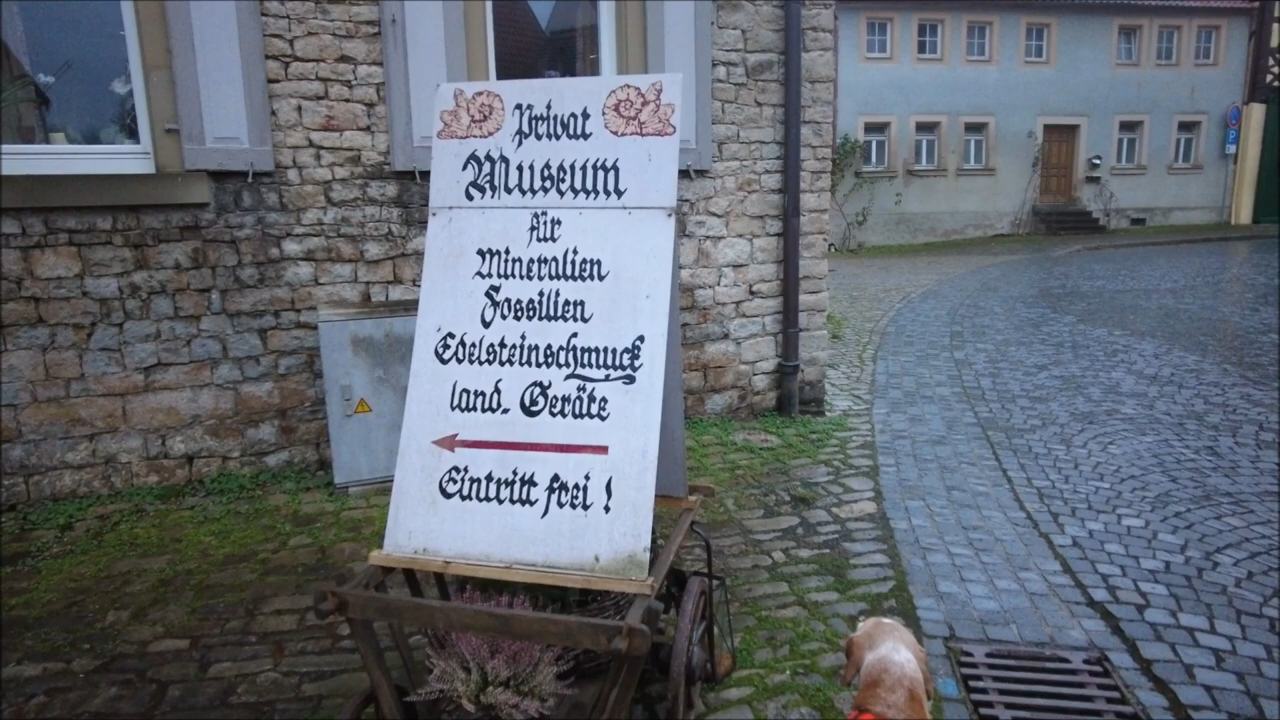 Privat
Museum
für
Mineralien
Fossilien
Edelsteinschmuck
land. Geräte
Eintritt frei !
P